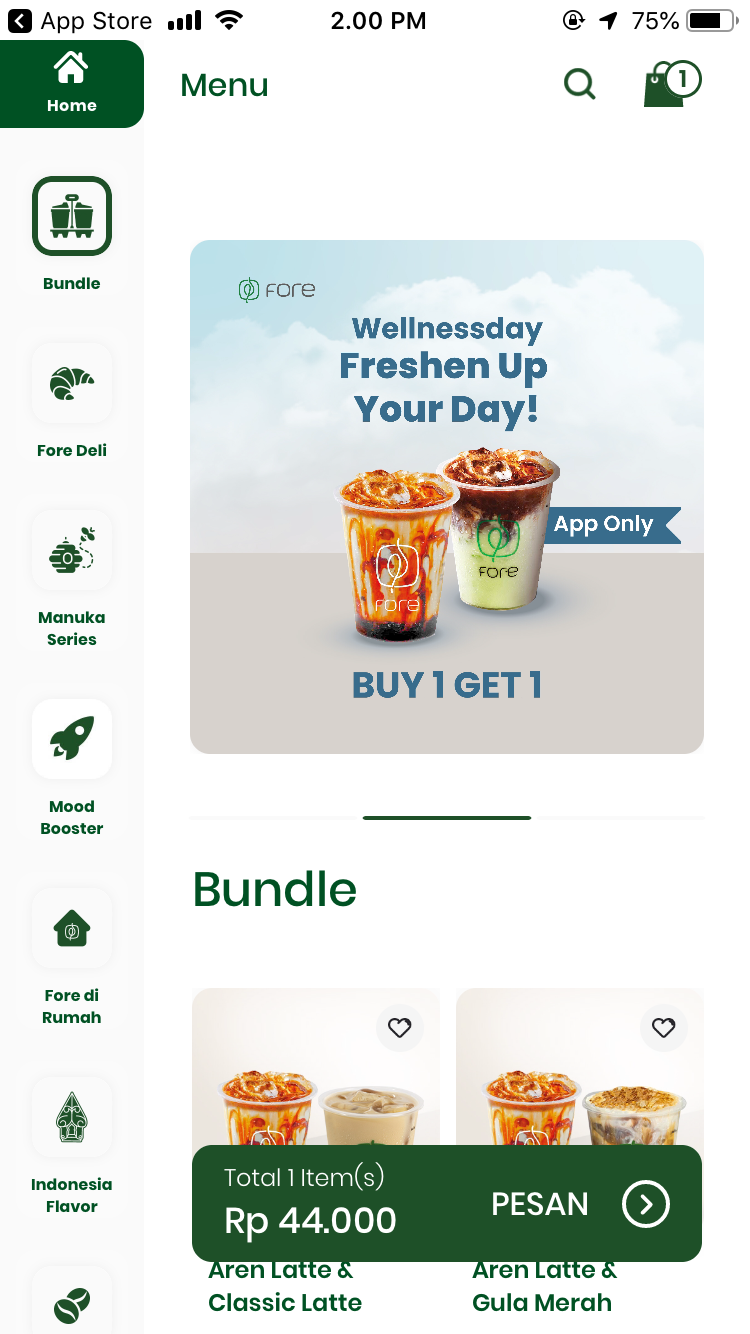 App Store
2.00 PM
75%
Home
Menu
1
Bundle
Fore Deli
Manuka
Series
Mood
Booster
Fore di
Rumah
Indonesia
Flavor
FORE
Wellnessday
Freshen Up
Your Day!
App Only
FORE
FORE
BUY 1 GET 1
Bundle
Total 1 Item(s)
Rp 44.000
PESAN
Aren Latte &
Classic Latte
Aren Latte &
Gula Merah